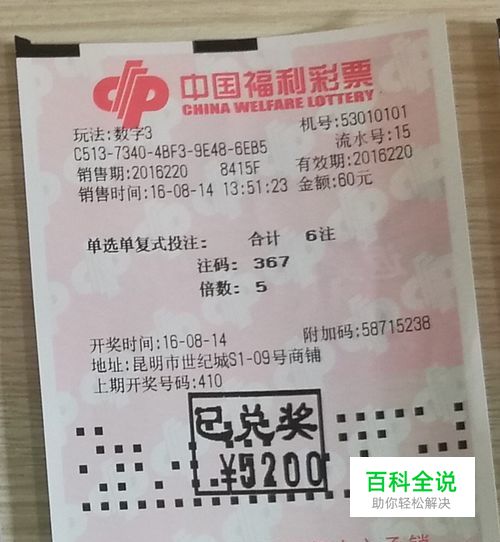 中国福利彩票
CHINA WELFARE LOTTERY
玩法:数字3 机号:53010101
C513-7340-4BF3-9E48-6EB5 流水号:15
销售期:2016220 8415F 有效期:2016220
销售时间:16-08-14 13:51:23 金额:60元
单选单复式投注: 合计 6注
注码: 367
倍数: 5
开奖时间:16-08-14 附加码:58715238
地址:昆明市世纪城S1-09号商铺
上期开奖号码:410
已兑奖
¥5200
百科全说
助你轻松解决